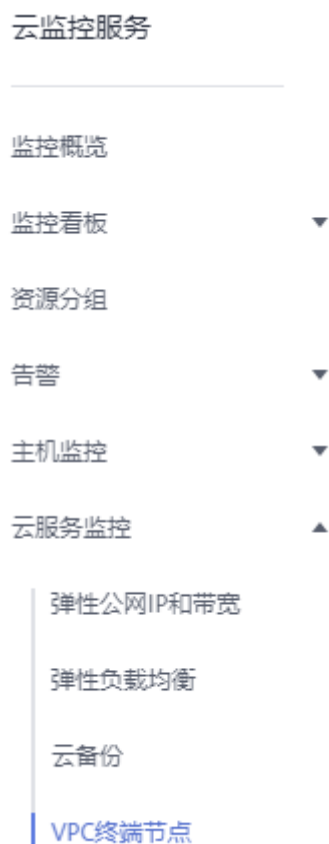 云监控服务
监控概览
监控看板
资源分组
告警
主机监控
云服务监控
弹性公网IP和带宽
弹性负载均衡
云备份
VPC终端节点